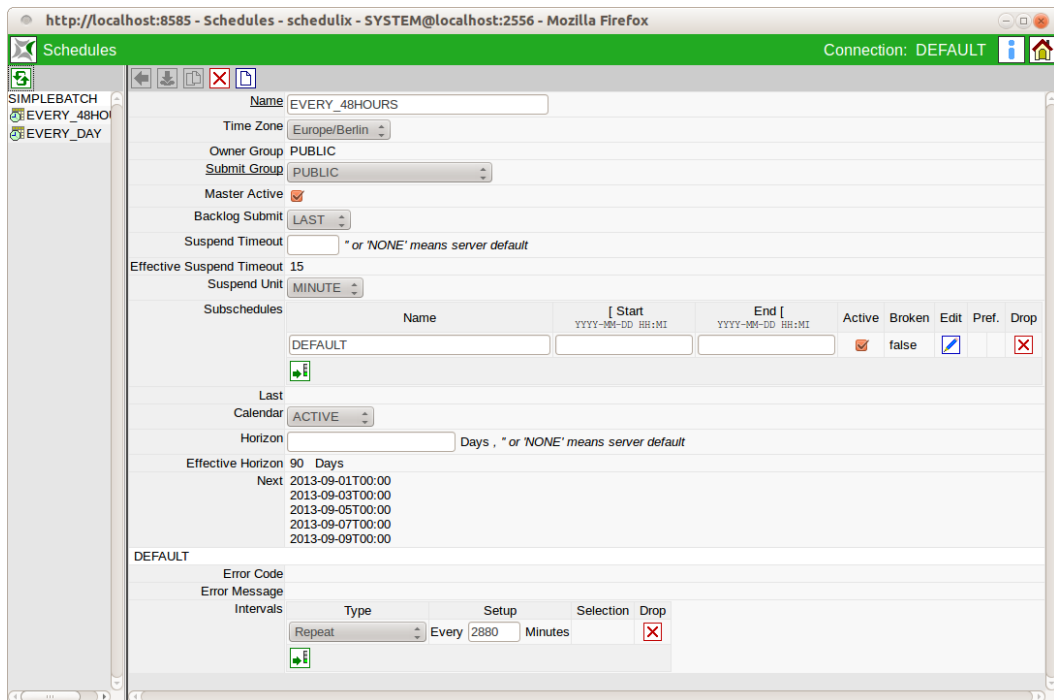 http://localhost:8585 - Schedules - schedulix - SYSTEM@localhost:2556 - Mozilla Firefox
Schedules
Connection: DEFAULT
SIMPLEBATCH
EVERY_48HOU
EVERY_DAY
Name EVERY_48HOURS
Time Zone Europe/Berlin
Owner Group PUBLIC
Submit Group PUBLIC
Master Active
Backlog Submit LAST
Suspend Timeout '' or 'NONE' means server default
Effective Suspend Timeout 15
Suspend Unit MINUTE
Subschedules
Name [ Start End [ Active Broken Edit Pref. Drop
YYYY-MM-DD HH:MI YYYY-MM-DD HH:MI
DEFAULT false
Last
Calendar ACTIVE
Horizon Days , '' or 'NONE' means server default
Effective Horizon 90 Days
Next 2013-09-01T00:00
2013-09-03T00:00
2013-09-05T00:00
2013-09-07T00:00
2013-09-09T00:00
DEFAULT
Error Code
Error Message
Intervals Type Setup Selection Drop
Repeat Every 2880 Minutes